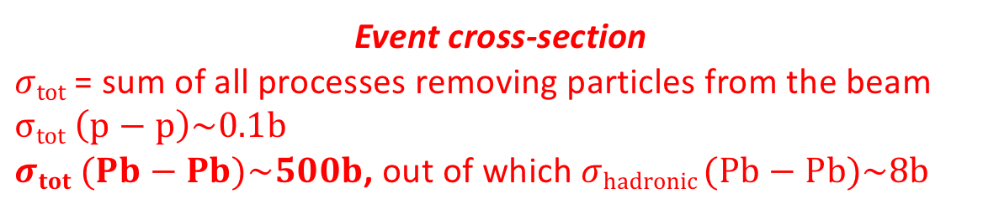 Event cross-section
σtot = sum of all processes removing particles from the beam
σtot (p − p)~0.1b
σtot (Pb − Pb)~500b, out of which σhadronic (Pb − Pb)~8b